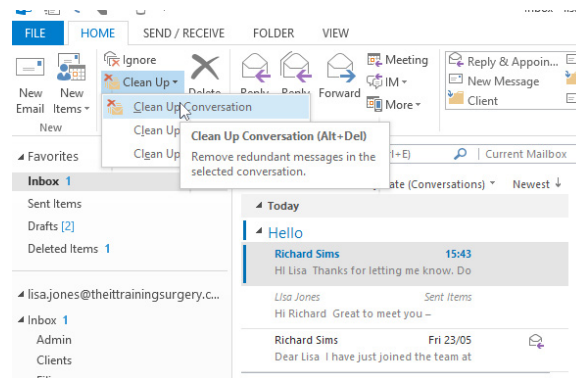 FILE HOME SEND / RECEIVE FOLDER VIEW
Ignore
Clean Up
Meeting
Reply & Appoin...
New Email
New Items
Forward
IM
New Message
More
Client
New
Clean Up Conversation
Clean Up
Clean Up
Clean Up Conversation (Alt+Del)
Remove redundant messages in the
selected conversation.
Current Mailbox
Favorites
Inbox 1
(Conversations) Newest
Sent Items
Today
Drafts [2]
Hello
Deleted Items 1
Richard Sims 15:43
HI Lisa Thanks for letting me know. Do
lisa.jones@theittrainingsurgery.c...
Lisa Jones Sent Items
Hi Richard Great to meet you –
Inbox 1
Admin
Richard Sims Fri 23/05
Clients
Dear Lisa I have just joined the team at